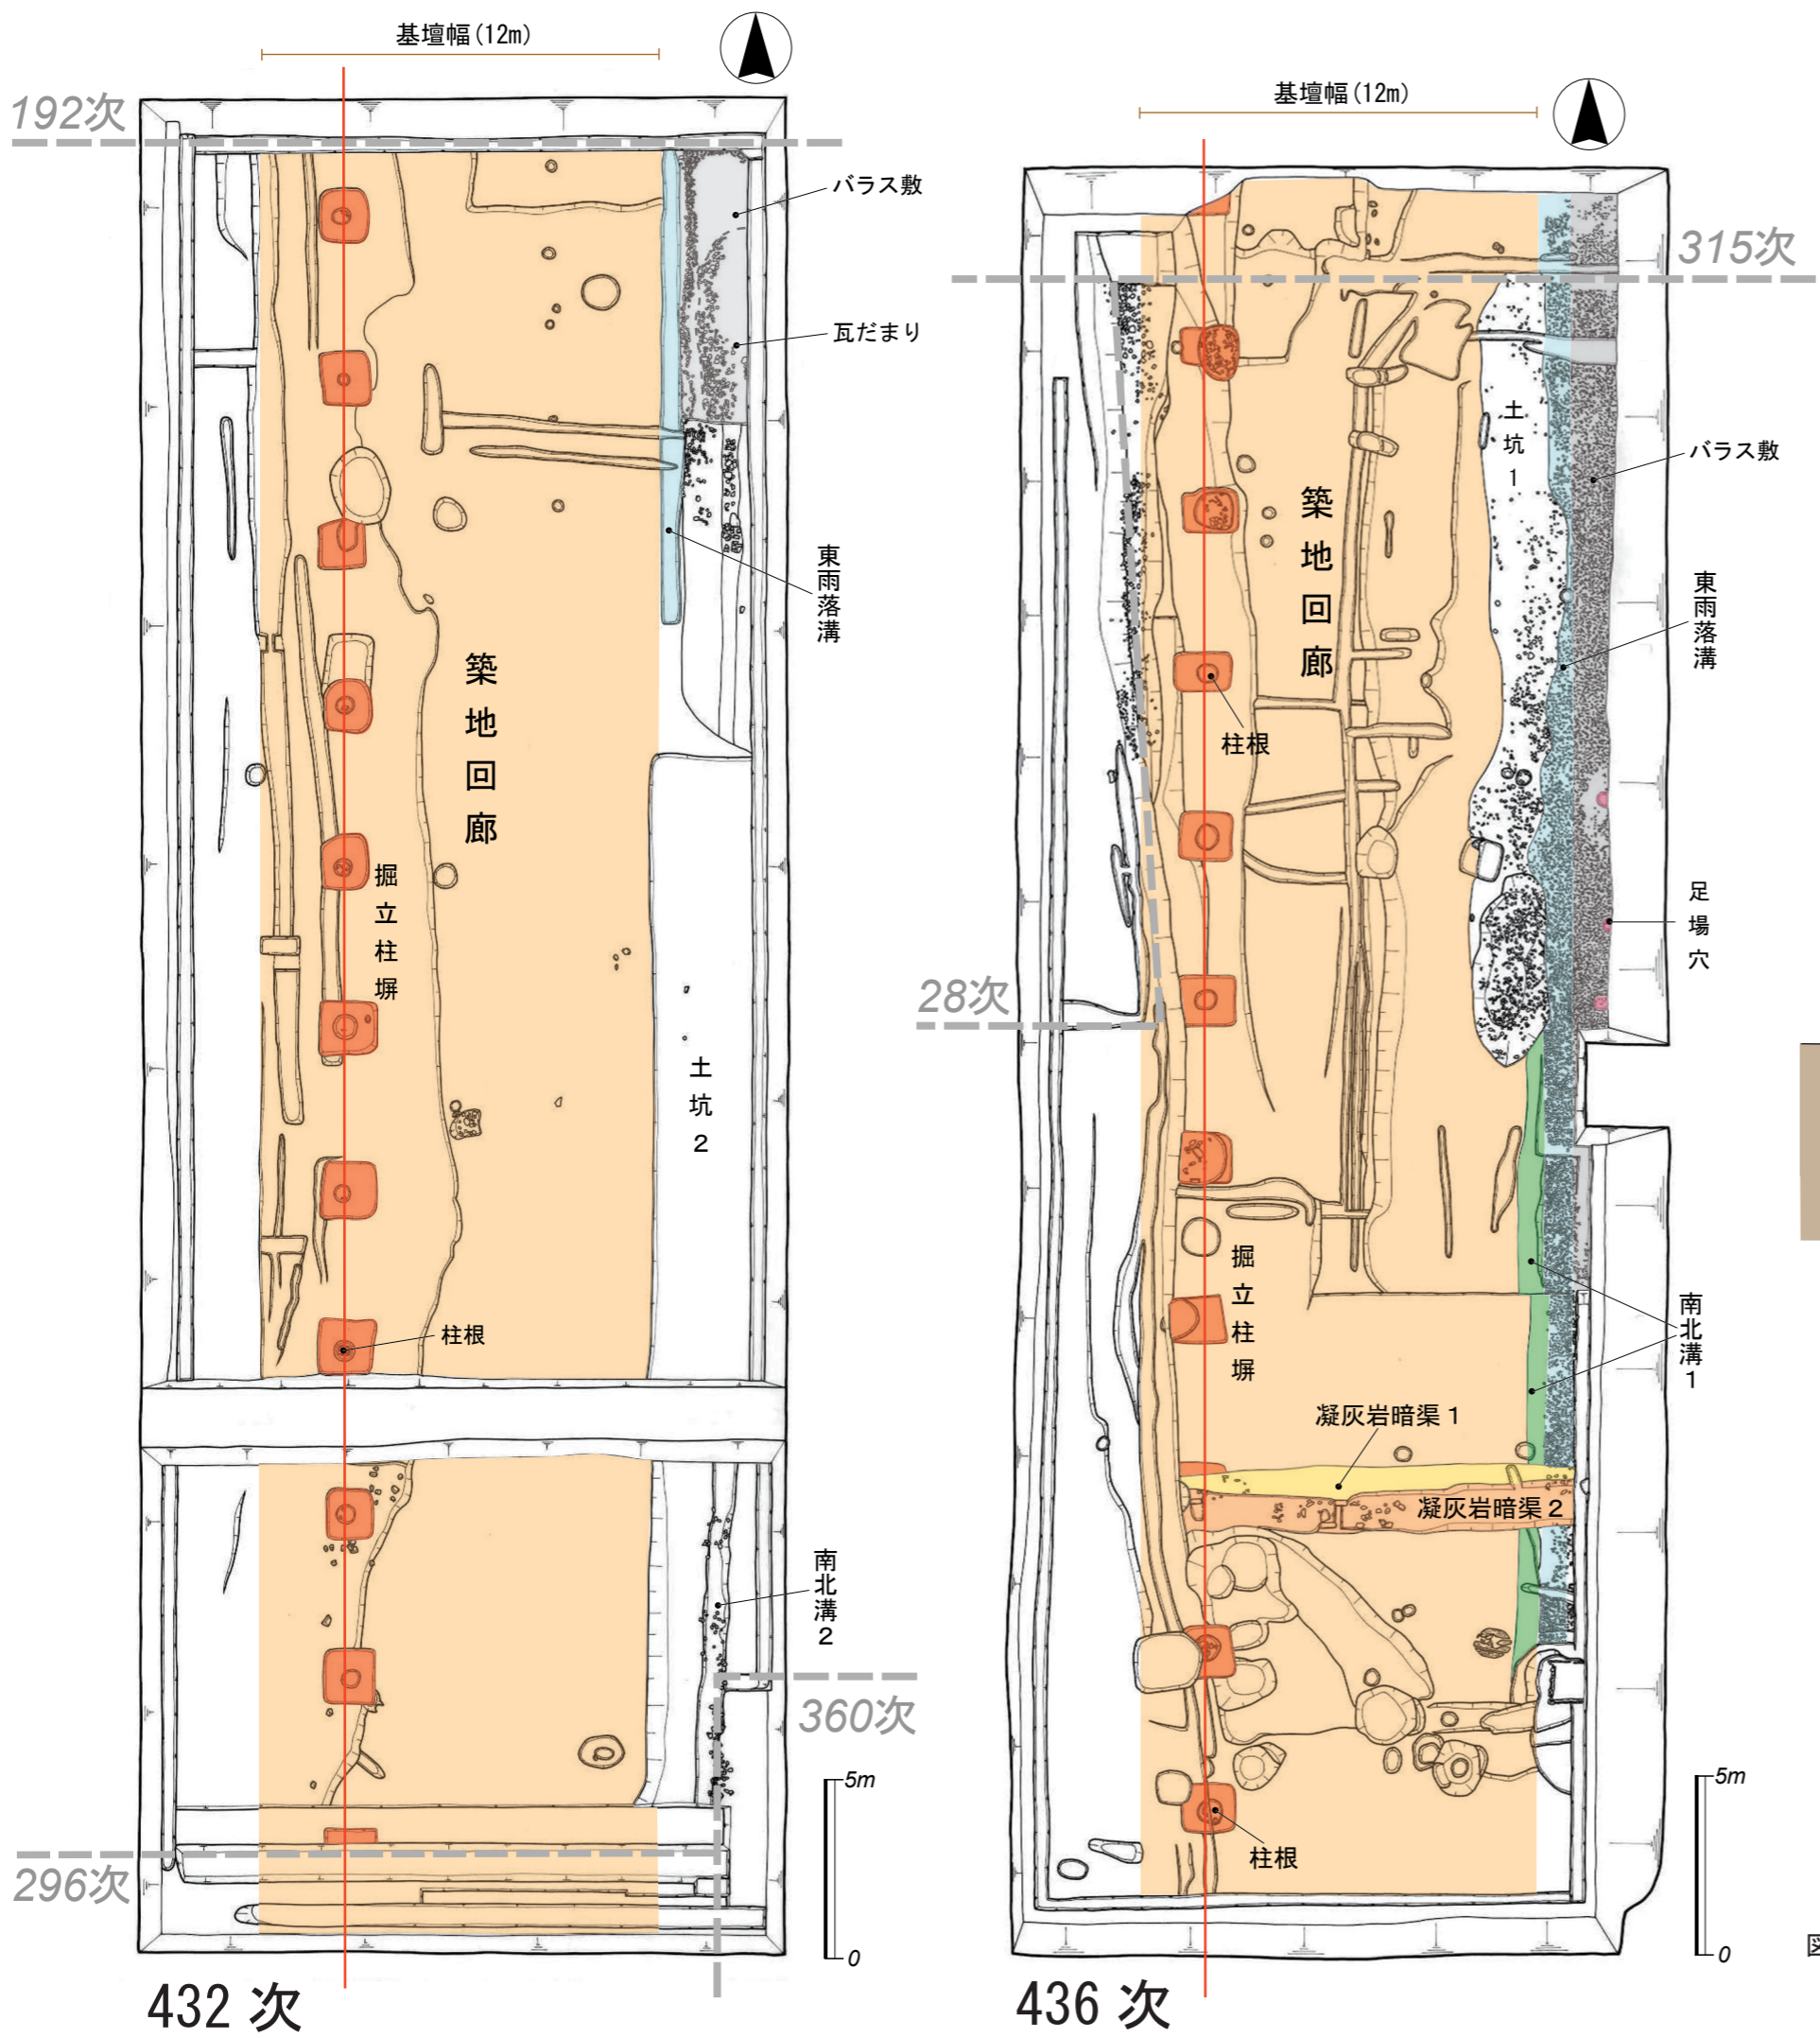 基壇幅(12m)
192次
バラス敷
瓦だまり
東雨落溝
築地回廊
掘立柱塀
土坑2
柱根
南北溝2
360次
296次
5m
0
432 次
基壇幅(12m)
315次
土坑1
バラス敷
築地回廊
東雨落溝
柱根
足場穴
28次
掘立柱塀
南北溝1
凝灰岩暗渠1
凝灰岩暗渠2
柱根
5m
0
436 次